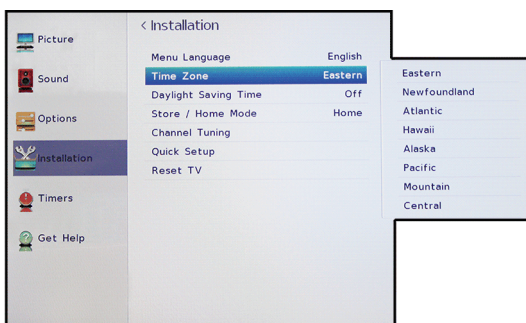 Picture
Sound
Options
Installation
Timers
Get Help
< Installation
Menu Language English
Time Zone Eastern
Daylight Saving Time Off
Store / Home Mode Home
Channel Tuning
Quick Setup
Reset TV
Eastern
Newfoundland
Atlantic
Hawaii
Alaska
Pacific
Mountain
Central